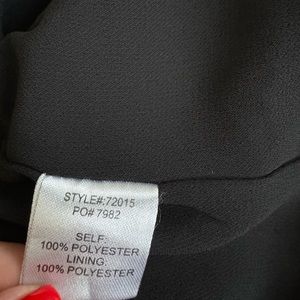 STYLE#:72015
PO# 7982
SELF:
100% POLYESTER
LINING:
100% POLYESTER